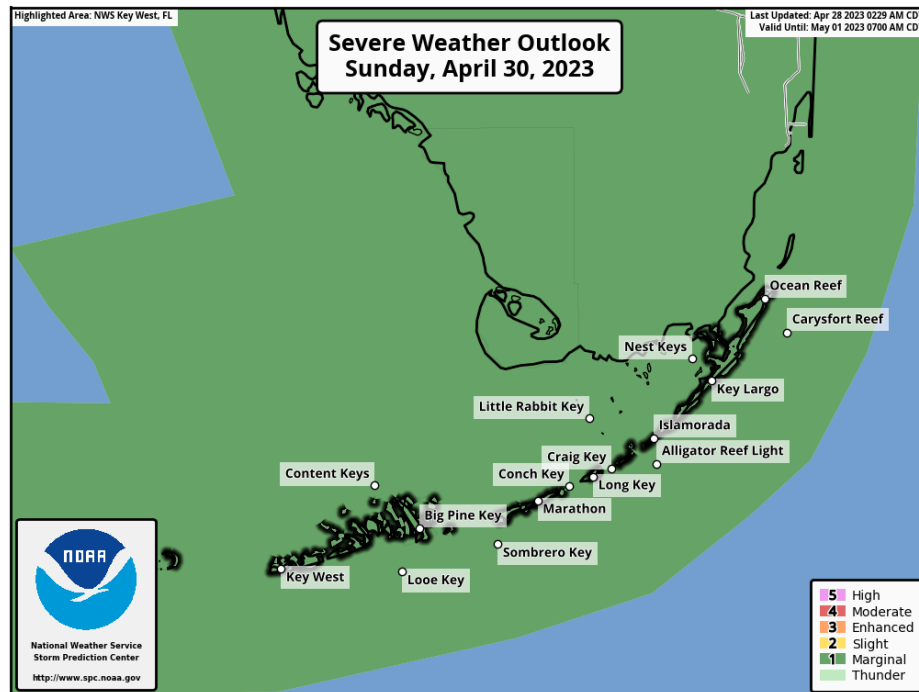 Highlighted Area: NWS Key West, FL
Last Updated: Apr 28 2023 0229 AM CD
Valid Until: May 01 2023 0700 AM CD
Severe Weather Outlook
Sunday, April 30, 2023
Ocean Reef
Carysfort Reef
Nest Keys
Key Largo
Little Rabbit Key
Islamorada
Alligator Reef Light
Craig Key
Content Keys
Conch Key
Long Key
Marathon
Big Pine Key
Sombrero Key
Key West
Looe Key
NOAA
National Weather Service
Storm Prediction Center
http://www.spc.noaa.gov
5 High
4 Moderate
3 Enhanced
2 Slight
1 Marginal
Thunder